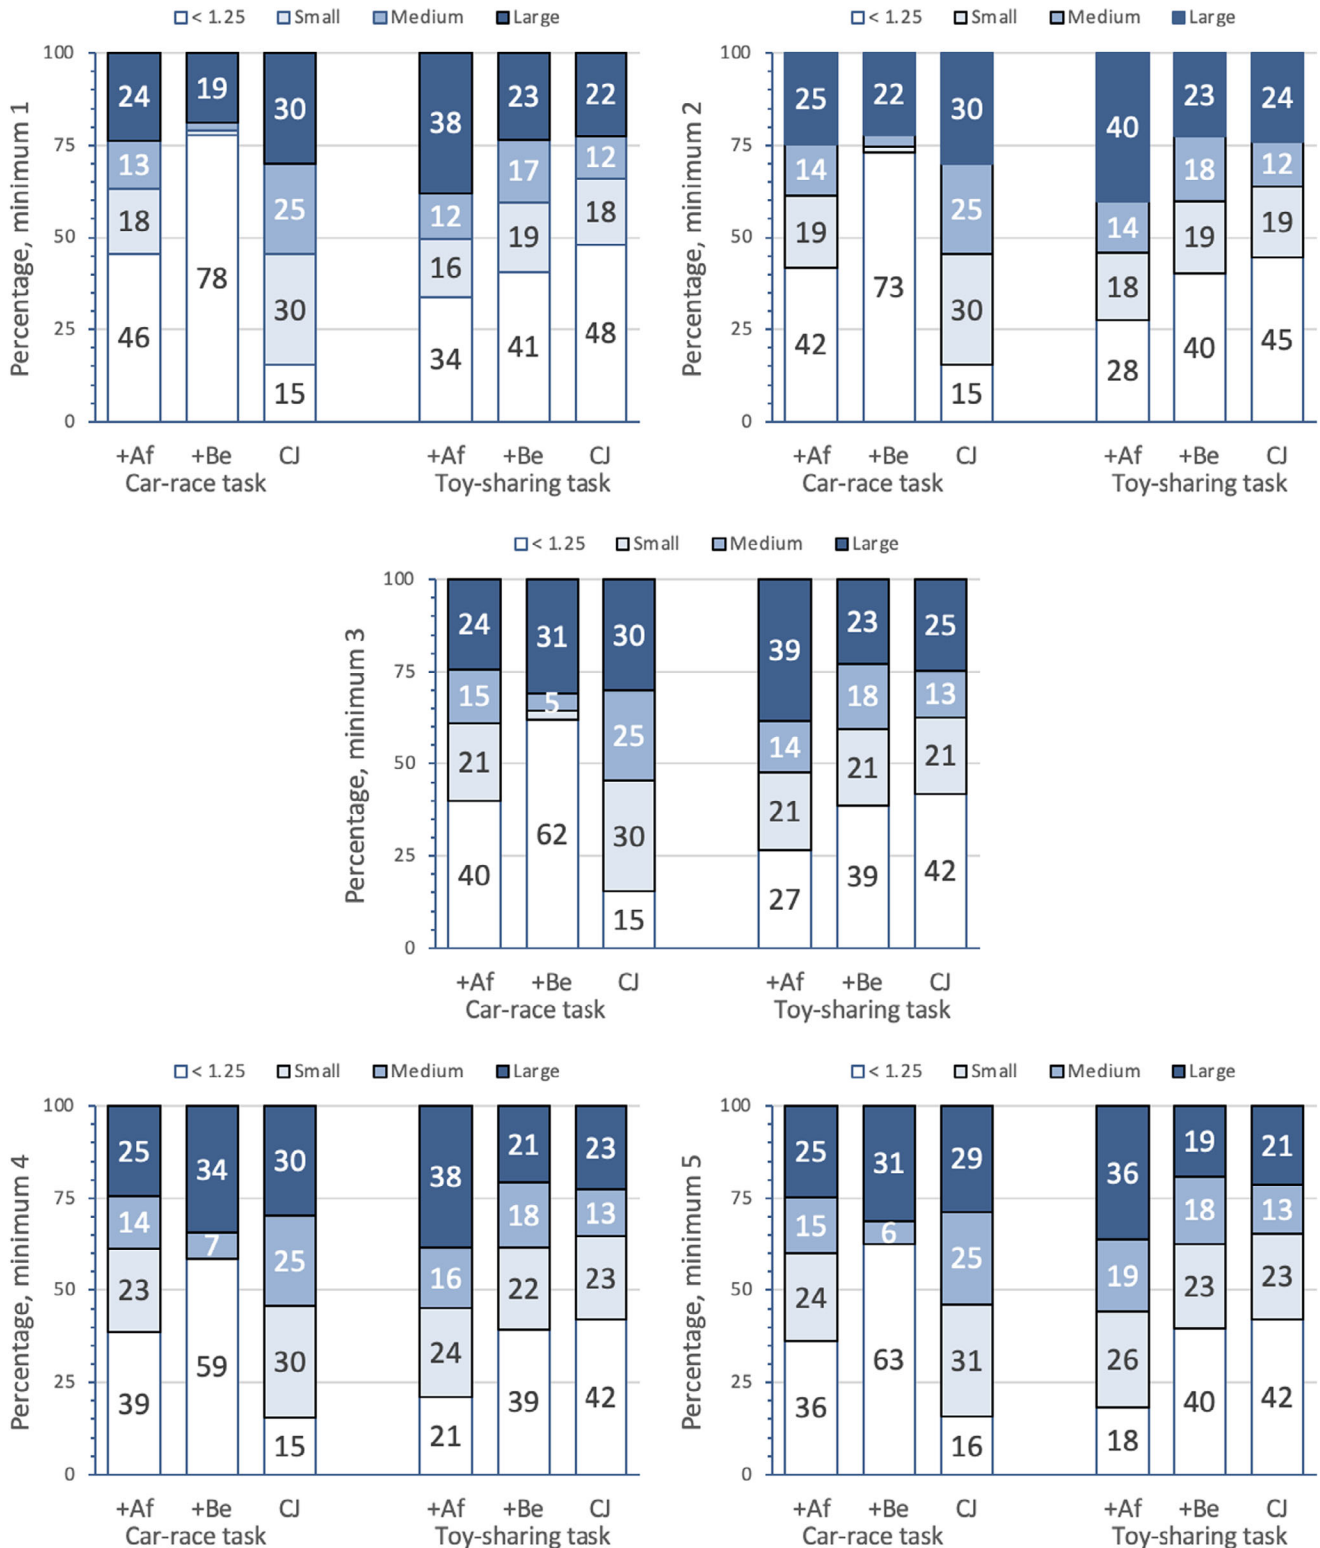 < 1.25 Small Medium Large
Percentage, minimum 1
100
75
50
25
0
24 19 30 38 23 22
13 25 12 17 12
18 30 16 19 18
46 78 15 34 41 48
+Af +Be CJ +Af +Be CJ
Car-race task Toy-sharing task
< 1.25 Small Medium Large
Percentage, minimum 2
100
75
50
25
0
25 22 30 40 23 24
14 25 14 18 12
19 30 18 19 19
42 73 15 28 40 45
+Af +Be CJ +Af +Be CJ
Car-race task Toy-sharing task
< 1.25 Small Medium Large
Percentage, minimum 3
100
75
50
25
0
24 31 30 39 23 25
15 5 25 14 18 13
21 30 21 21 21
40 62 15 27 39 42
+Af +Be CJ +Af +Be CJ
Car-race task Toy-sharing task
< 1.25 Small Medium Large
Percentage, minimum 4
100
75
50
25
0
25 34 30 38 21 23
14 7 25 16 18 13
23 30 24 22 23
39 59 15 21 39 42
+Af +Be CJ +Af +Be CJ
Car-race task Toy-sharing task
< 1.25 Small Medium Large
Percentage, minimum 5
100
75
50
25
0
25 31 29 36 19 21
15 6 25 19 18 13
24 31 26 23 23
36 63 16 18 40 42
+Af +Be CJ +Af +Be CJ
Car-race task Toy-sharing task